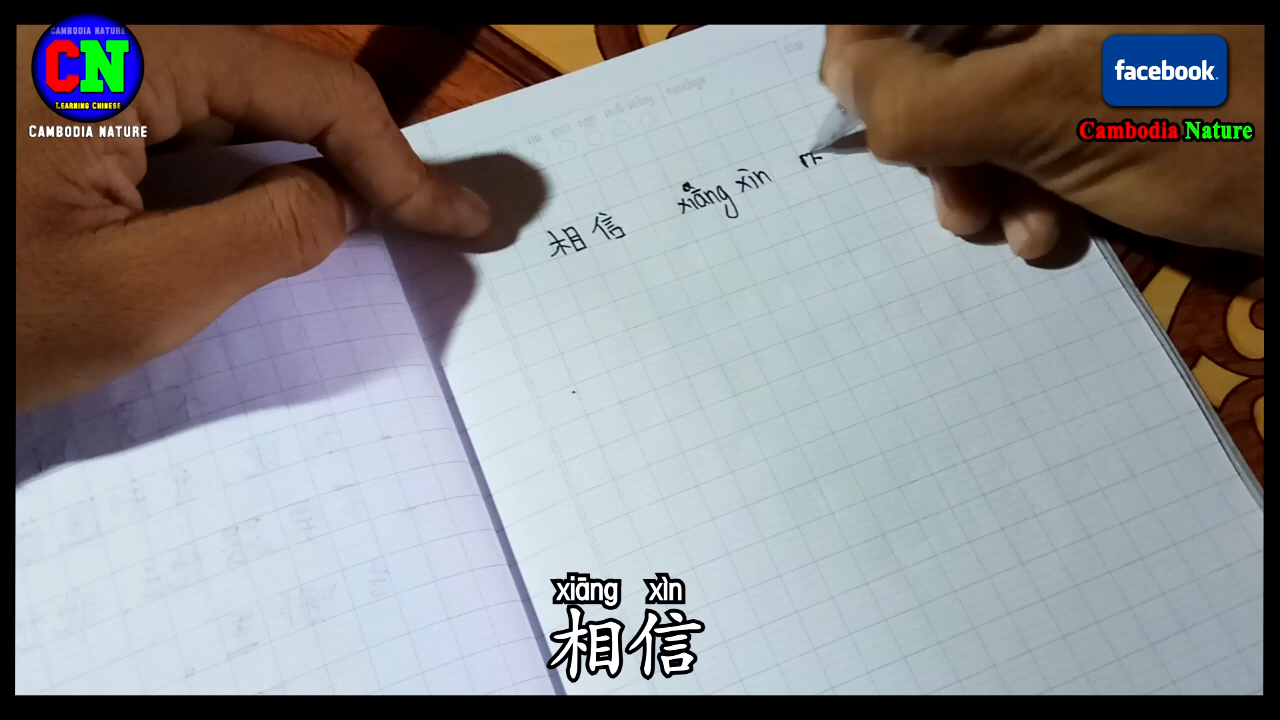 CAMBODIA NATURE
CN
LEARNING CHINESE
CAMBODIA NATURE
facebook
Cambodia Nature
相信 xiāng xìn
xiāng xìn
相信